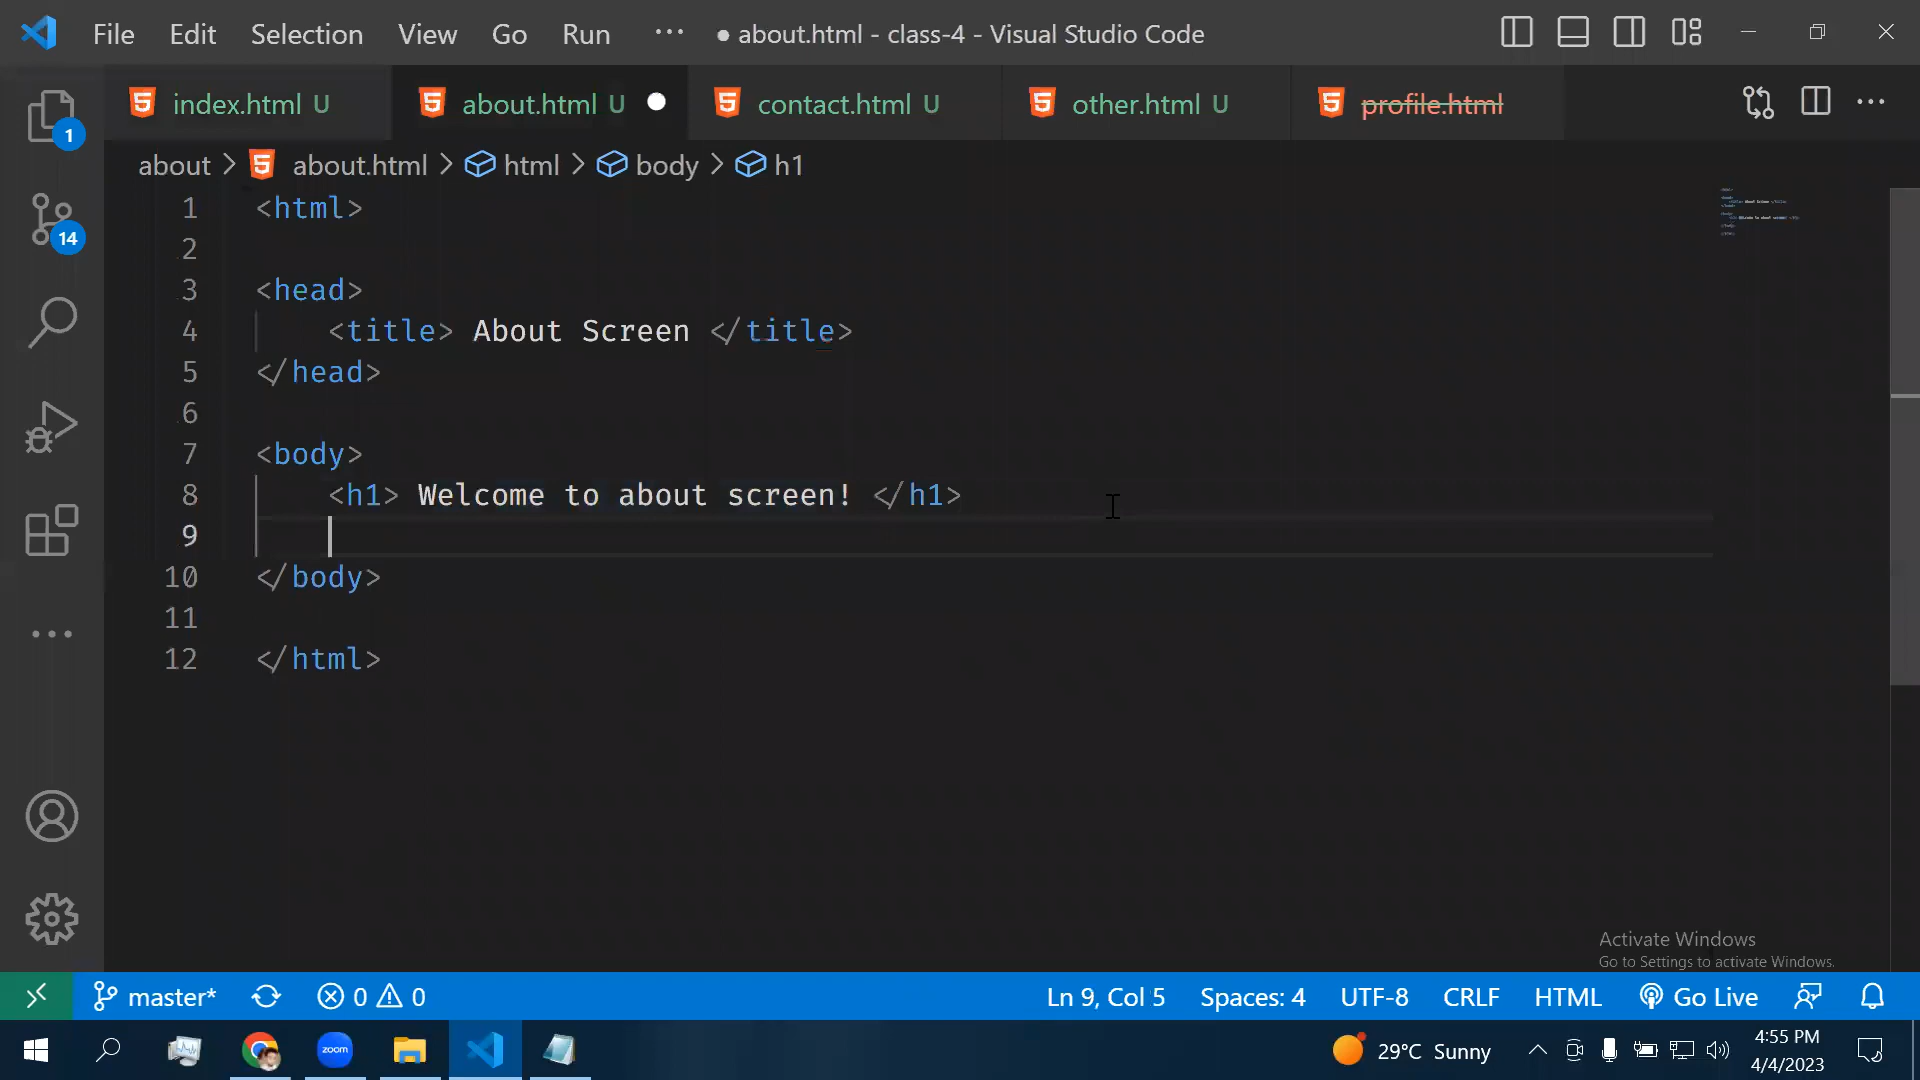 File Edit Selection View Go Run ··· ● about.html - class-4 - Visual Studio Code
index.html U about.html U contact.html U other.html U profile.html
1
14
about > about.html > html > body > h1
1 <html>
2
3 <head>
4 <title> About Screen </title>
5 </head>
6
7 <body>
8 <h1> Welcome to about screen! </h1>
9
10 </body>
11
12 </html>
Activate Windows
Go to Settings to activate Windows.
master* 0 0 Ln 9, Col 5 Spaces: 4 UTF-8 CRLF HTML Go Live
zoom 29°C Sunny 4:55 PM
4/4/2023